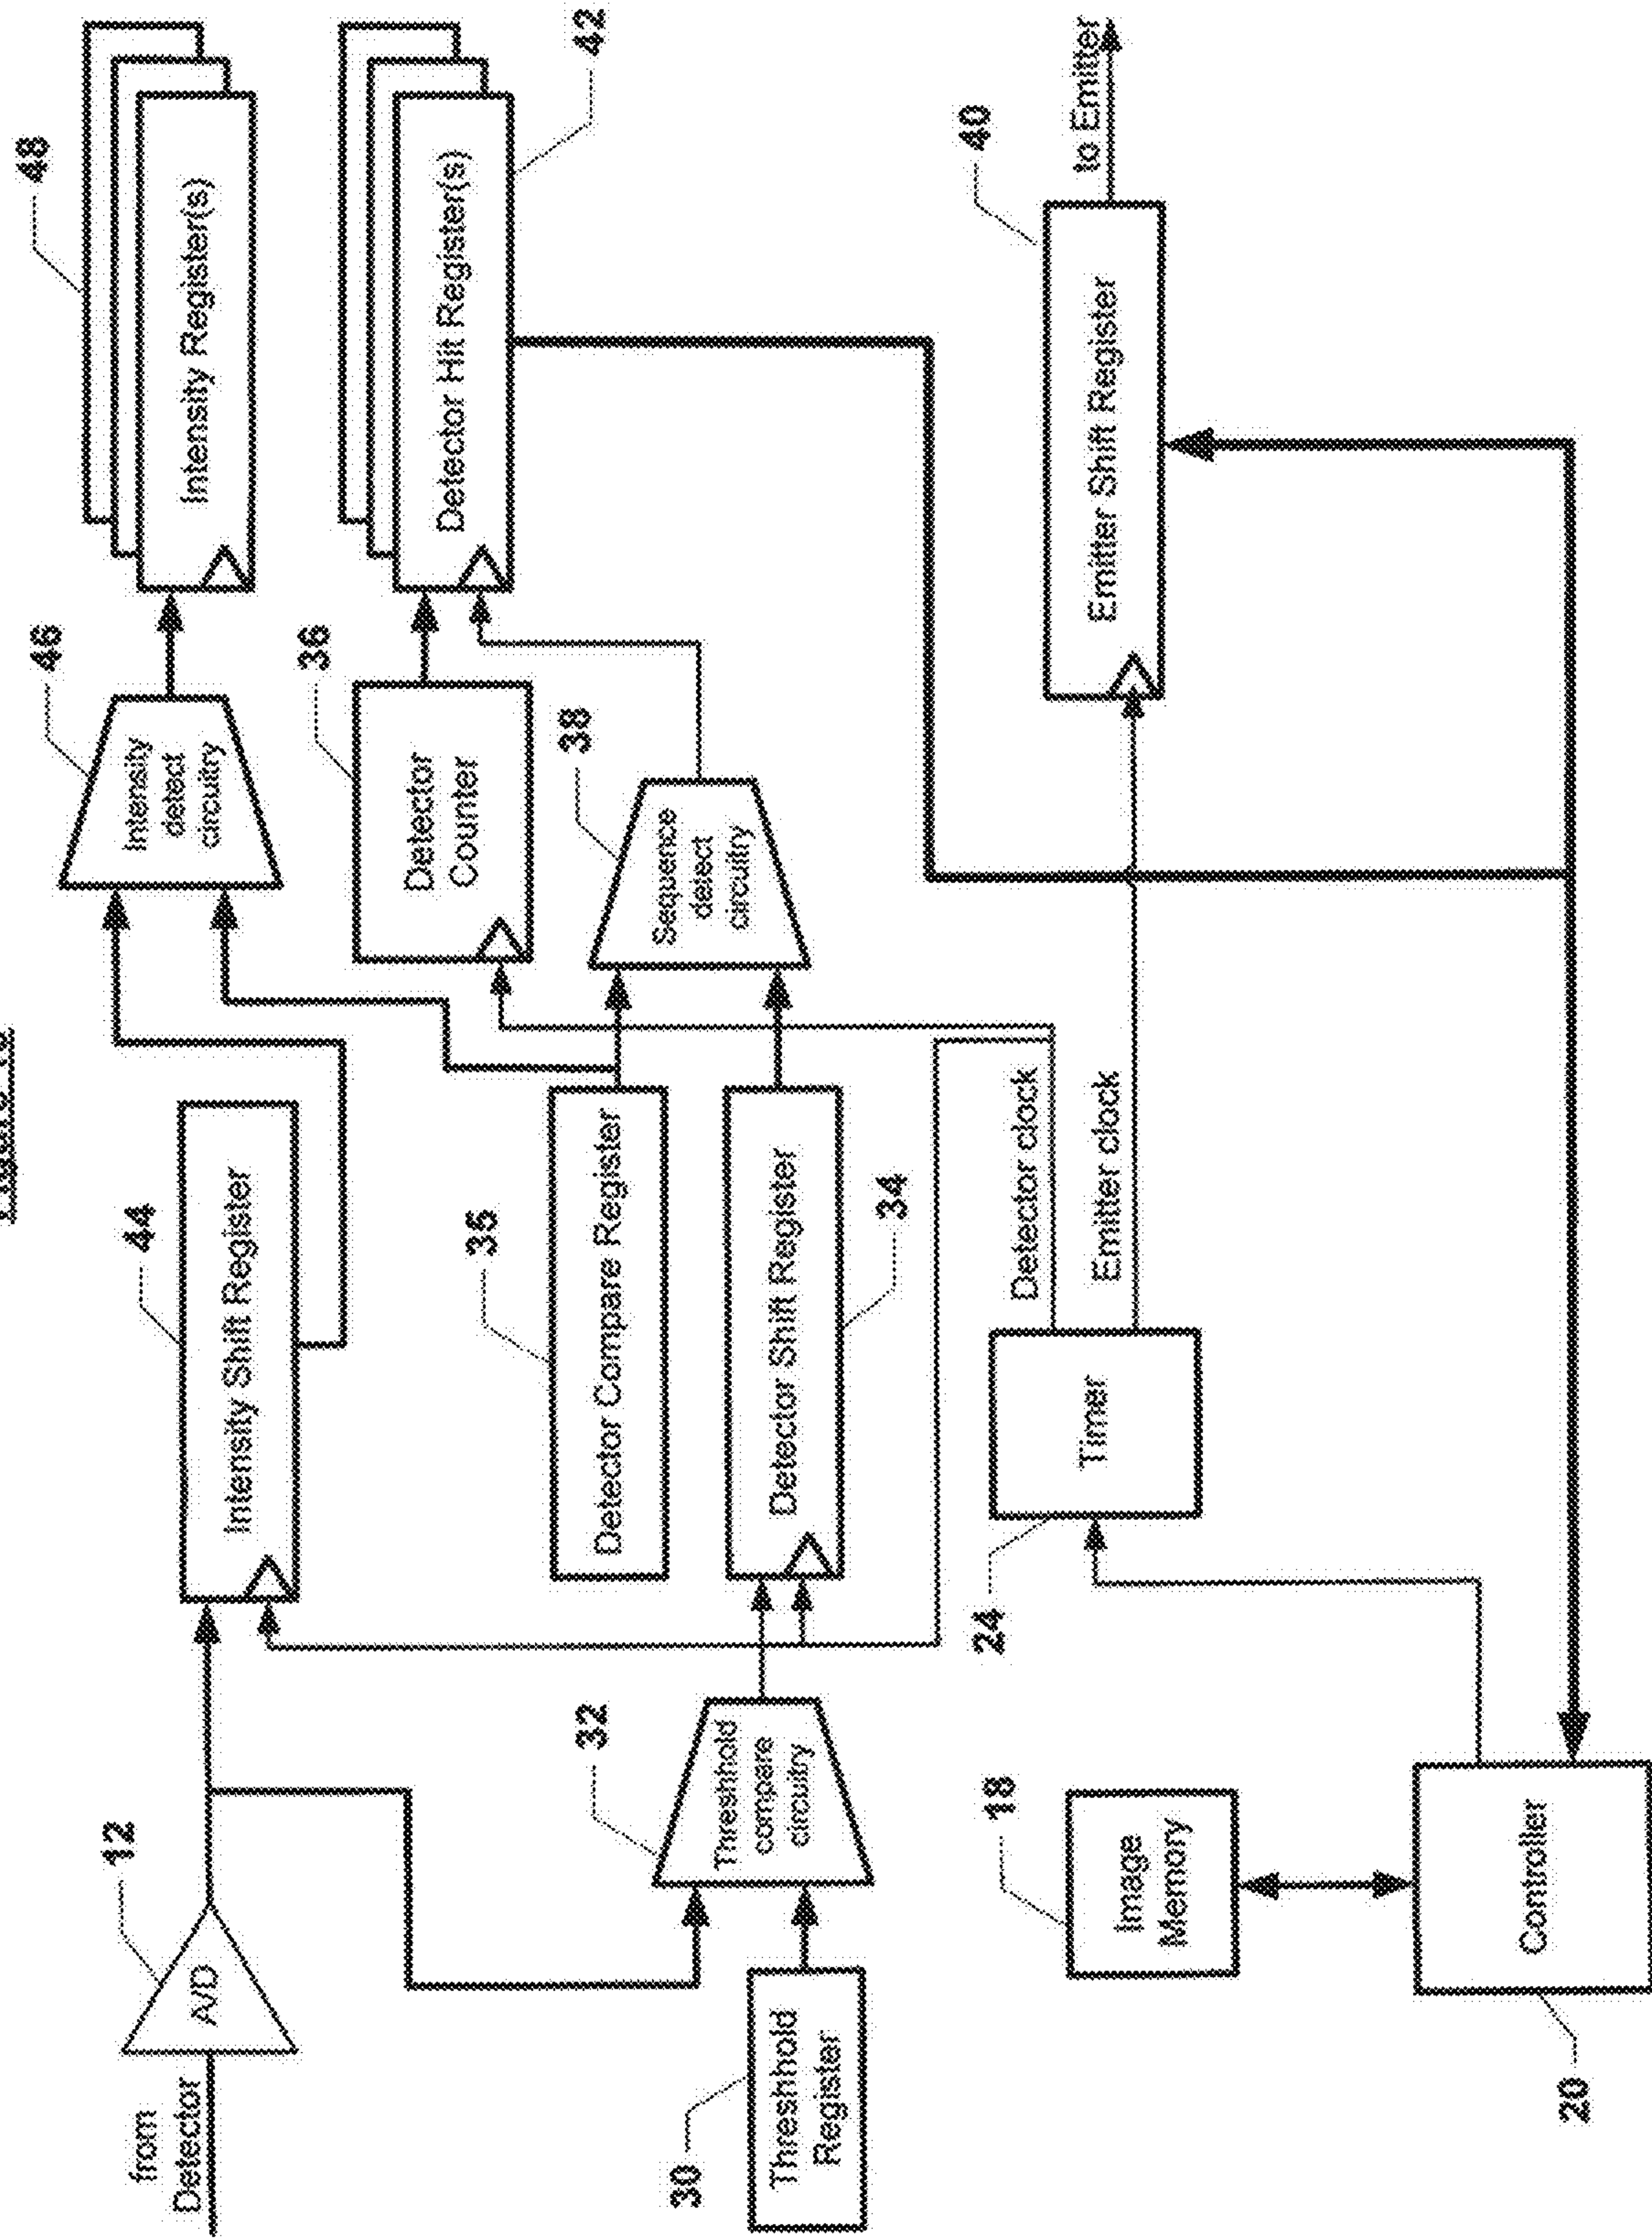 from
Detector
12
A/D
44
Intensity Shift Register
46
Intensity
detect
circuitry
48
Intensity Register(s)
36
Detector
Counter
42
Detector Hit Register(s)
35
Detector Compare Register
38
Sequence
detect
circuitry
30
Threshhold
Register
32
Threshhold
compare
circuitry
34
Detector Shift Register
24
Timer
Detector clock
Emitter clock
40
Emitter Shift Register
to Emitter
18
Image
Memory
20
Controller